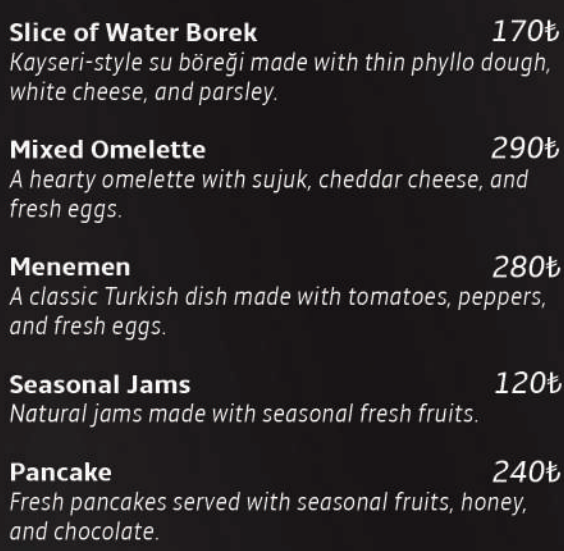 Slice of Water Borek 170₺
Kayseri-style su böreği made with thin phyllo dough,
white cheese, and parsley.
Mixed Omelette 290₺
A hearty omelette with sujuk, cheddar cheese, and
fresh eggs.
Menemen 280₺
A classic Turkish dish made with tomatoes, peppers,
and fresh eggs.
Seasonal Jams 120₺
Natural jams made with seasonal fresh fruits.
Pancake 240₺
Fresh pancakes served with seasonal fruits, honey,
and chocolate.